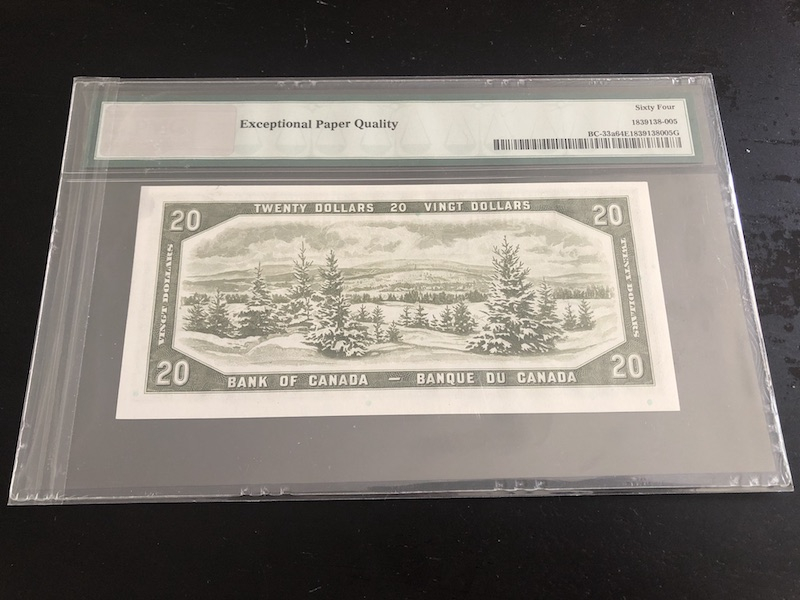 Sixty Four
Exceptional Paper Quality
1839138-005
BC-33a64E1839138005G
TWENTY DOLLARS 20 VINGT DOLLARS
20 20
VINGT DOLLARS
TWENTY DOLLARS
20 20
BANK OF CANADA — BANQUE DU CANADA